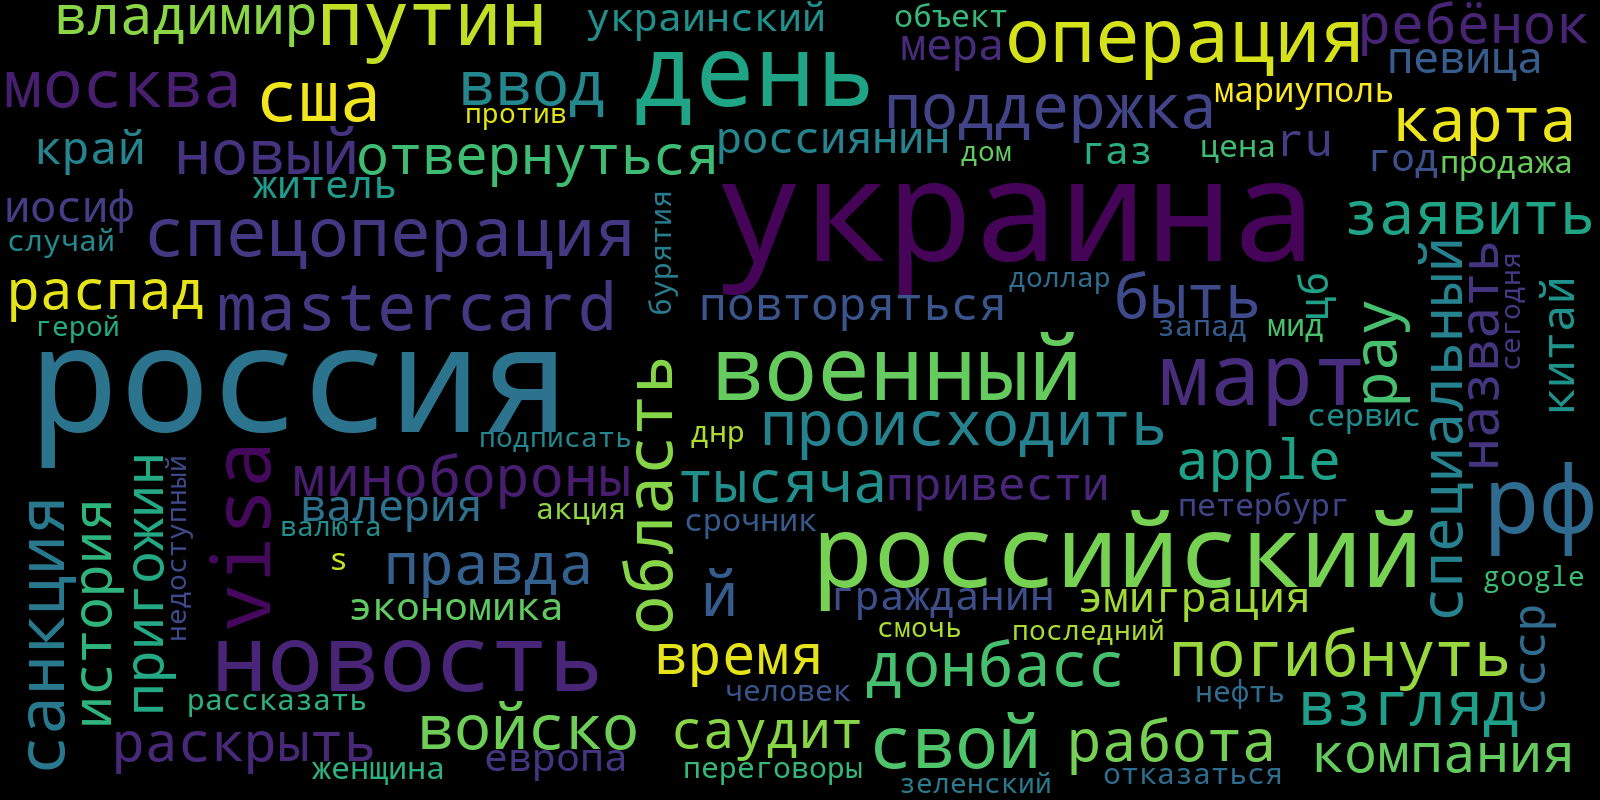 владимир
путин
украинский
объект
операция
ребёнок
мера
певица
москва
сша
ввод
день
поддержка
мариуполь
карта
против
край
новый
отвернуться
россиянин
дом
газ
цена
ru
год
продажа
житель
украина
иосиф
спецоперация
бурятия
заявить
случай
распад
mastercard
повторяться
доллар
быть
цб
рау
специальный
назвать
сегодня
китай
герой
запад
мид
россия
военный
март
область
происходить
сервис
подписать
днр
visa
минобороны
тысяча
привести
apple
рф
санкция
история
пригожин
недоступный
валерия
акция
срочник
петербург
валюта
s
правда
й
российский
google
экономика
гражданин
эмиграция
новость
смочь
последний
ссср
время
донбасс
погибнуть
рассказать
человек
нефть
раскрыть
войско
саудит
свой
работа
взгляд
компания
женщина
европа
переговоры
зеленский
отказаться